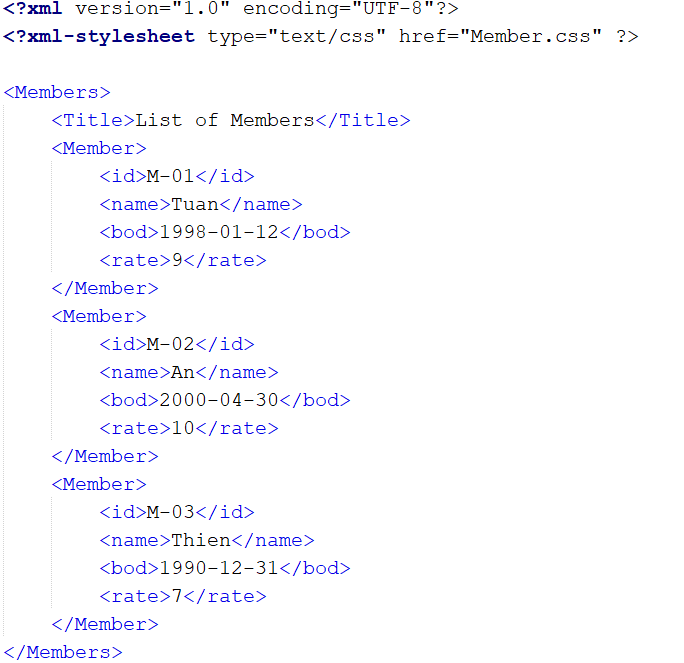 <?xml version="1.0" encoding="UTF-8"?>
<?xml-stylesheet type="text/css" href="Member.css" ?>
<Members>
<Title>List of Members</Title>
<Member>
<id>M-01</id>
<name>Tuan</name>
<bod>1998-01-12</bod>
<rate>9</rate>
</Member>
<Member>
<id>M-02</id>
<name>An</name>
<bod>2000-04-30</bod>
<rate>10</rate>
</Member>
<Member>
<id>M-03</id>
<name>Thien</name>
<bod>1990-12-31</bod>
<rate>7</rate>
</Member>
</Members>